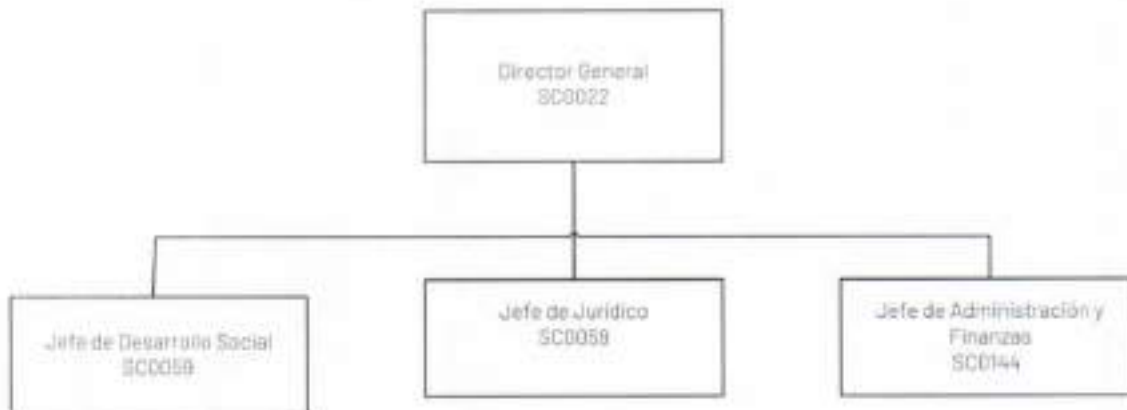 Director General
SC0022
Jefe de Desarrollo Social
SC0059
Jefe de Jurídico
SC0059
Jefe de Administración y
Finanzas
SC0144